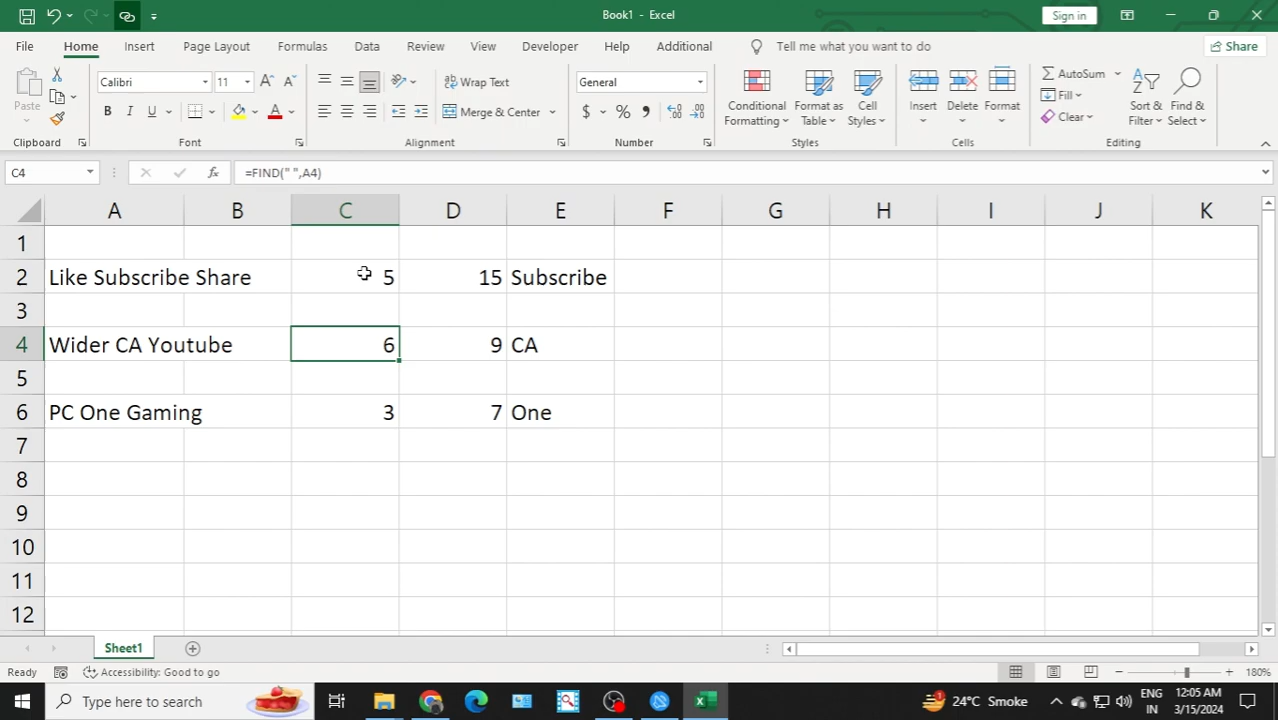 Book1 - Excel
Sign in
File Home Insert Page Layout Formulas Data Review View Developer Help Additional Tell me what you want to do Share
Paste
Calibri 11
B I U
Wrap Text
Merge & Center
General
$ %
Conditional Formatting
Format as Table
Cell Styles
Insert
Delete
Format
AutoSum
Fill
Clear
Sort & Filter
Find & Select
Clipboard Font Alignment Number Styles Cells Editing
C4 fx =FIND(" ",A4)
A B C D E F G H I J K
1
2 Like Subscribe Share 5 15 Subscribe
3
4 Wider CA Youtube 6 9 CA
5
6 PC One Gaming 3 7 One
7
8
9
10
11
12
Sheet1
Ready Accessibility: Good to go 180%
Type here to search 24°C Smoke ENG IN 12:05 AM 3/15/2024